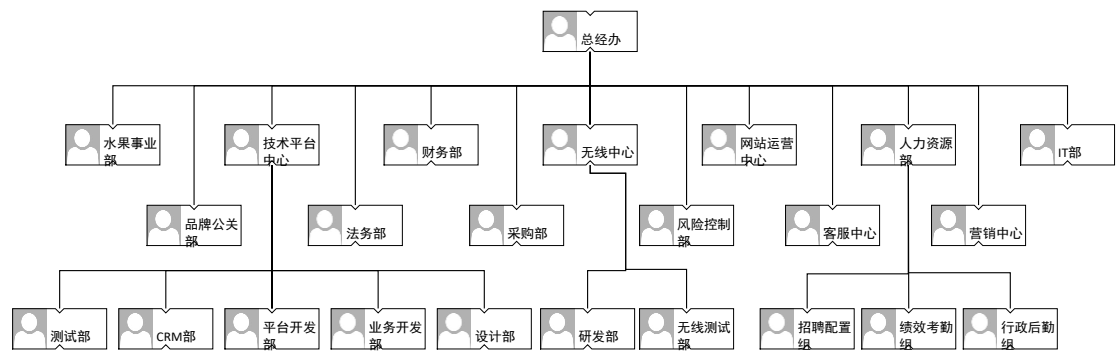 总经办
水果事业
部
技术平台
中心
财务部
无线中心
网站运营
中心
人力资源
部
IT部
品牌公关
部
法务部
采购部
风险控制
部
客服中心
营销中心
测试部
CRM部
平台开发
部
业务开发
部
设计部
研发部
无线测试
部
招聘配置
组
绩效考勤
组
行政后勤
组